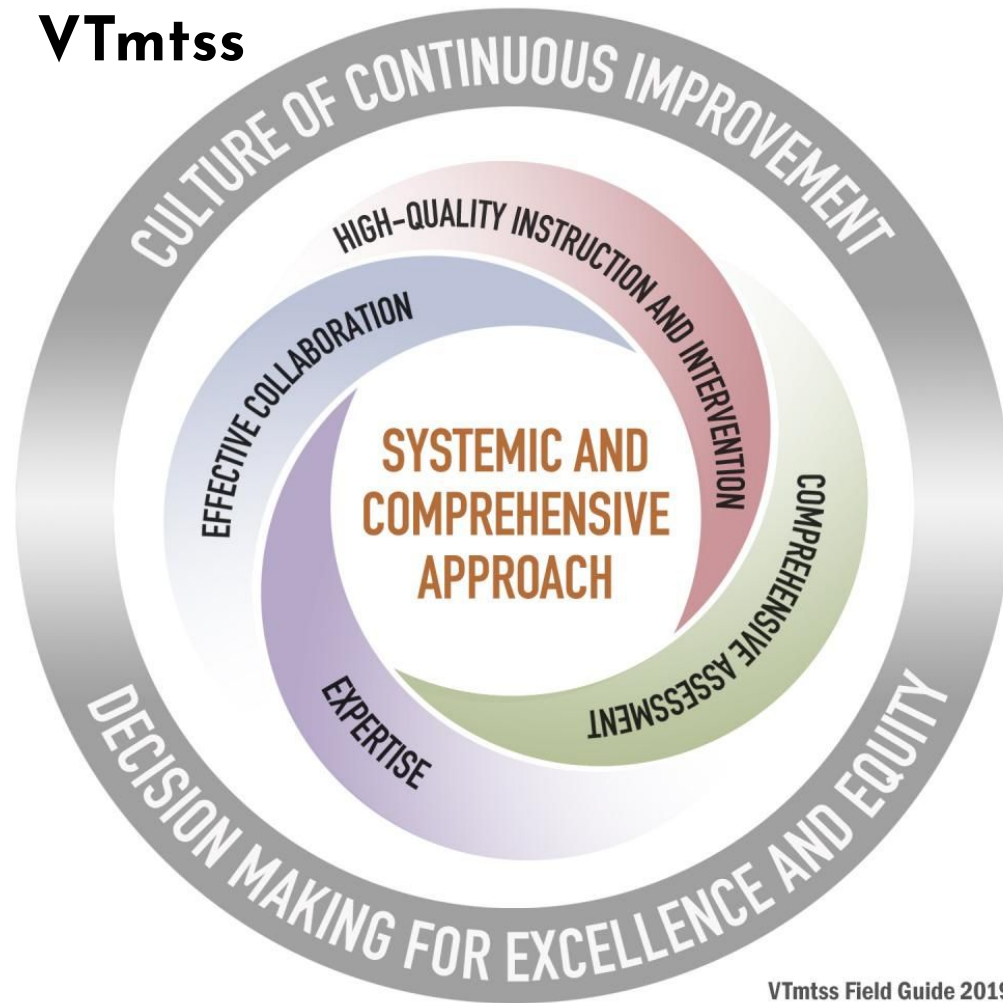 VTmtss
CULTURE OF CONTINUOUS IMPROVEMENT
HIGH-QUALITY INSTRUCTION AND INTERVENTION
EFFECTIVE COLLABORATION
SYSTEMIC AND
COMPREHENSIVE
APPROACH
COMPREHENSIVE ASSESSMENT
EXPERTISE
DECISION MAKING FOR EXCELLENCE AND EQUITY
VTmtss Field Guide 2019